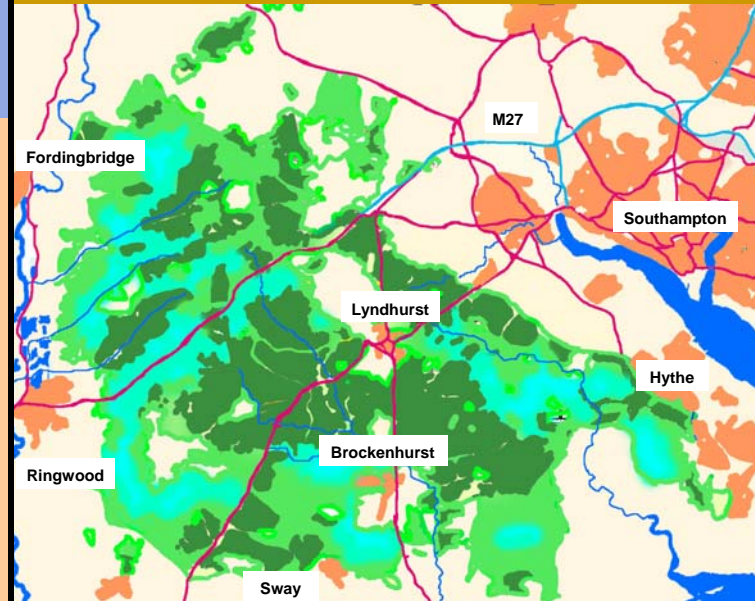 M27
Fordingbridge
Southampton
Lyndhurst
Hythe
Brockenhurst
Ringwood
Sway